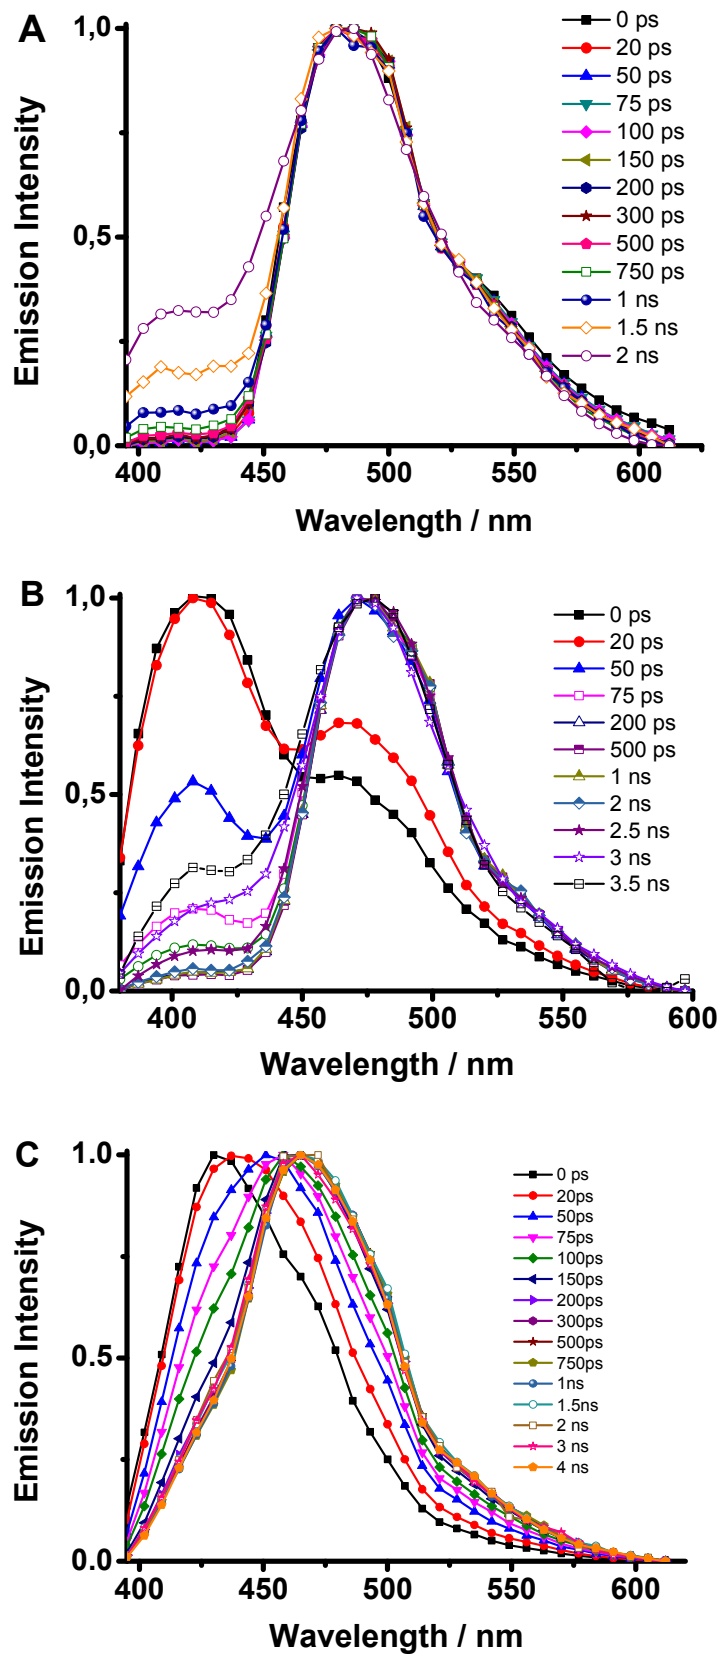 A
1,0
0,5
0,0
Emission Intensity
400 450 500 550 600
Wavelength / nm
0 ps
20 ps
50 ps
75 ps
100 ps
150 ps
200 ps
300 ps
500 ps
750 ps
1 ns
1.5 ns
2 ns
B
1,0
0,5
0,0
Emission Intensity
400 450 500 550 600
Wavelength / nm
0 ps
20 ps
50 ps
75 ps
200 ps
500 ps
1 ns
2 ns
2.5 ns
3 ns
3.5 ns
C
1.0
0.5
0.0
Emission Intensity
400 450 500 550 600
Wavelength / nm
0 ps
20ps
50ps
75ps
100ps
150ps
200ps
300ps
500ps
750ps
1ns
1.5ns
2 ns
3 ns
4 ns